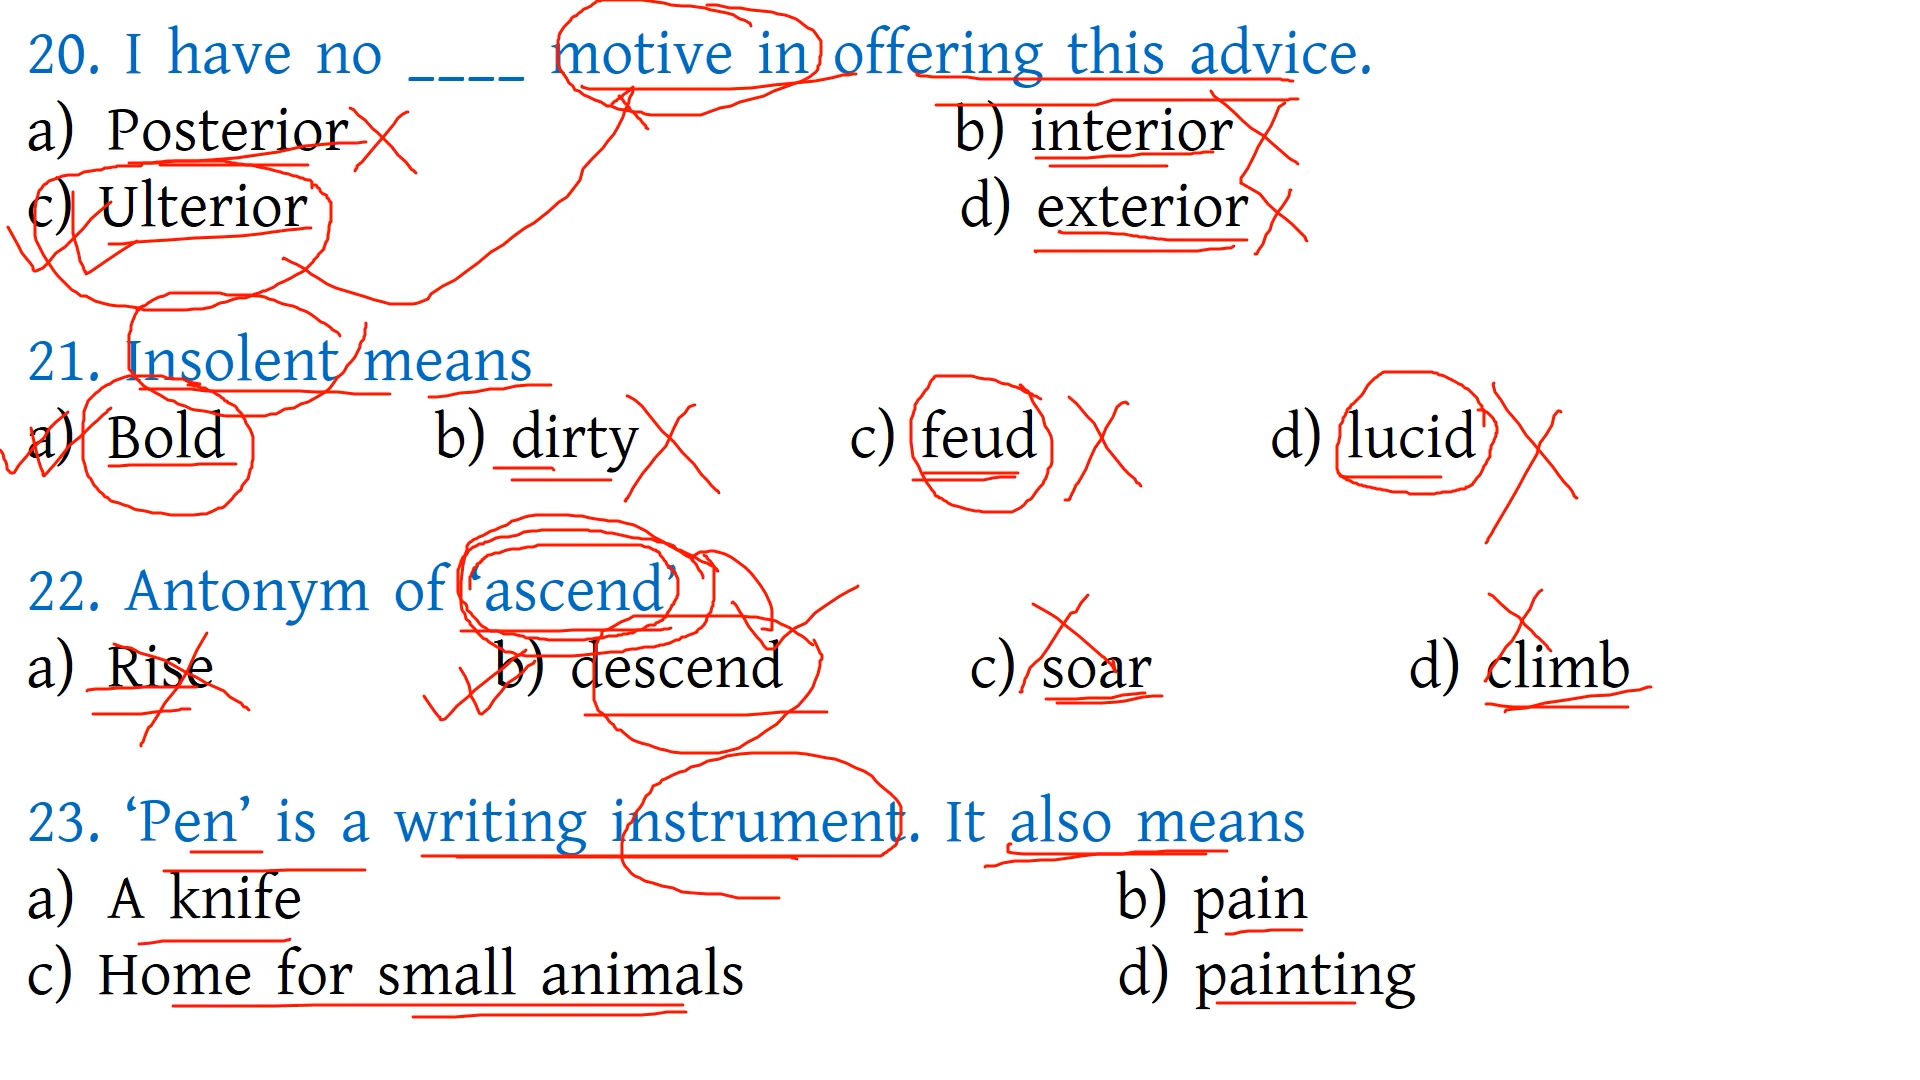 20. I have no ____ motive in offering this advice.
a) Posterior b) interior
c) Ulterior d) exterior
21. Insolent means
a) Bold b) dirty c) feud d) lucid
22. Antonym of ‘ascend’
a) Rise b) descend c) soar d) climb
23. ‘Pen’ is a writing instrument. It also means
a) A knife b) pain
c) Home for small animals d) painting